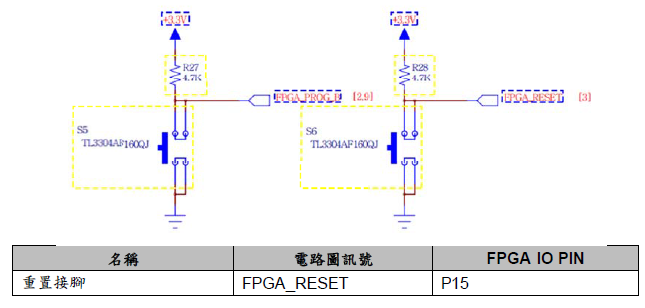 +3.3V
+3.3V
R27
4.7K
R28
4.7K
FPGA_PROG_B [2,9]
FPGA_RESET [3]
S5
TL3304AF160QJ
S6
TL3304AF160QJ
名稱 電路圖訊號 FPGA IO PIN
重置接腳 FPGA_RESET P15